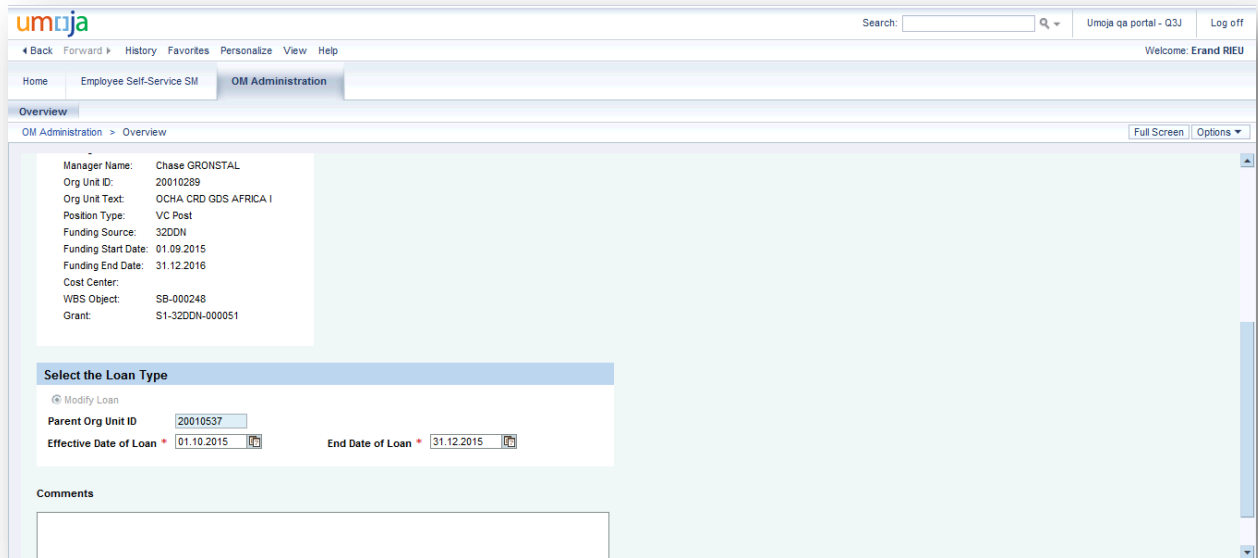 umoja
Search:
Umoja qa portal - Q3J
Log off
Back Forward History Favorites Personalize View Help
Welcome: Erand RIEU
Home Employee Self-Service SM OM Administration
Overview
OM Administration > Overview
Full Screen Options
Manager Name: Chase GRONSTAL
Org Unit ID: 20010289
Org Unit Text: OCHA CRD GDS AFRICA I
Position Type: VC Post
Funding Source: 32DDN
Funding Start Date: 01.09.2015
Funding End Date: 31.12.2016
Cost Center:
WBS Object: SB-000248
Grant: S1-32DDN-000051
Select the Loan Type
Modify Loan
Parent Org Unit ID 20010537
Effective Date of Loan * 01.10.2015 End Date of Loan * 31.12.2015
Comments